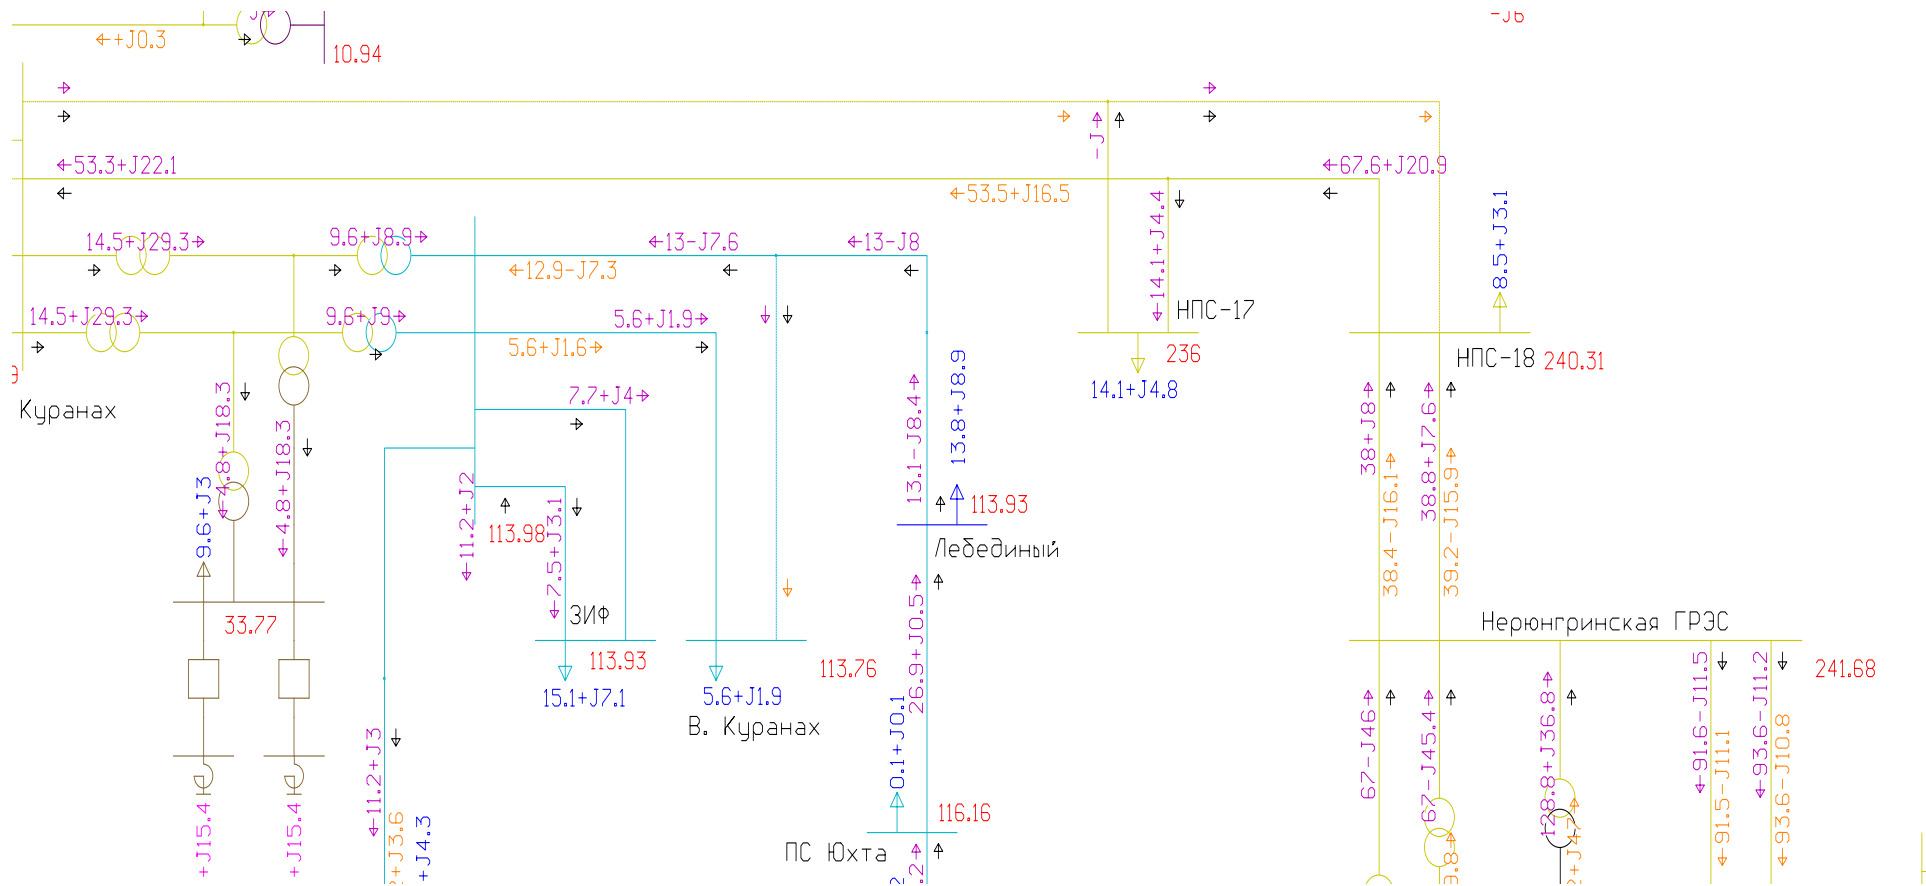 +J0.3
10.94
53.3+J22.1
67.6+J20.9
53.5+J16.5
-J
14.1+J4.4
8.5+J3.1
14.5+J29.3
9.6+J8.9
13-J7.6
13-J8
12.9-J7.3
14.5+J29.3
9.6+J9
5.6+J1.9
5.6+J1.6
НПС-17
236
14.1+J4.8
НПС-18
240.31
Куранах
7.7+J4
4.8+J18.3
4.8+J18.3
9.6+J3
11.2+J2
113.98
7.5+J3.1
13.1-J8.4
13.8+J8.9
113.93
Лебединый
38+J8
38.8+J7.6
38.4-J16.1
39.2-J15.9
33.77
ЗИФ
113.93
15.1+J7.1
113.76
5.6+J1.9
В. Куранах
26.9+J0.5
Нерюнгринская ГРЭС
241.68
67-J46
67-J45.4
128.8+J36.8
91.6-J11.5
93.6-J11.2
91.5-J11.1
93.6-J10.8
11.2+J3
0.1+J0.1
116.16
ПС Юхта
+J15.4
+J15.4
+J3.6
+J4.3